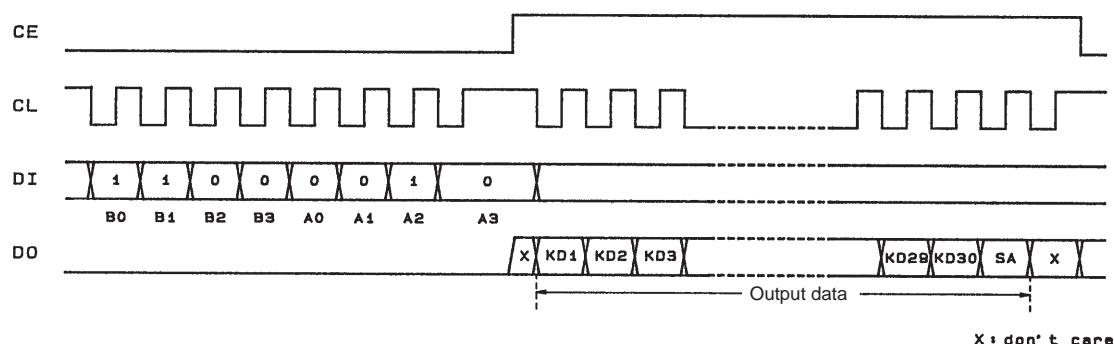 CE
CL
DI 1 1 0 0 0 0 1 0
B0 B1 B2 B3 A0 A1 A2 A3
DO X KD1 KD2 KD3 KD29 KD30 SA X
Output data
X: don't care